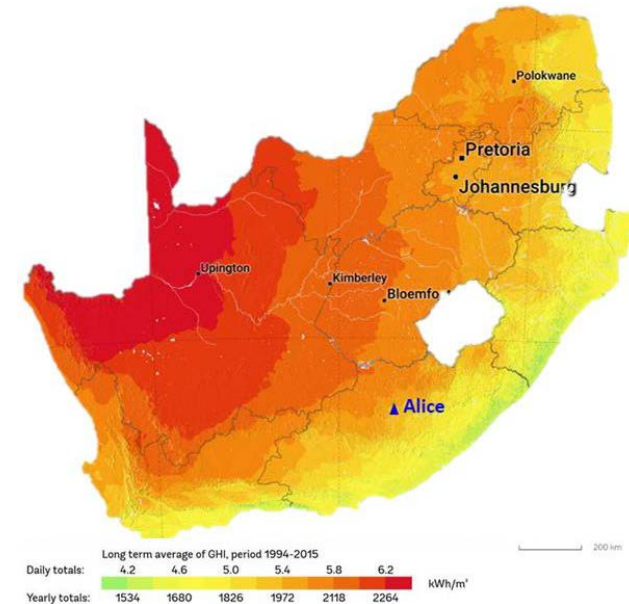 Polokwane
Pretoria
Johannesburg
Upington
Kimberley
Bloemfo
Alice
Long term average of GHI, period 1994-2015
200 km
Daily totals: 4.2 4.6 5.0 5.4 5.8 6.2
kWh/m²
Yearly totals: 1534 1680 1826 1972 2118 2264